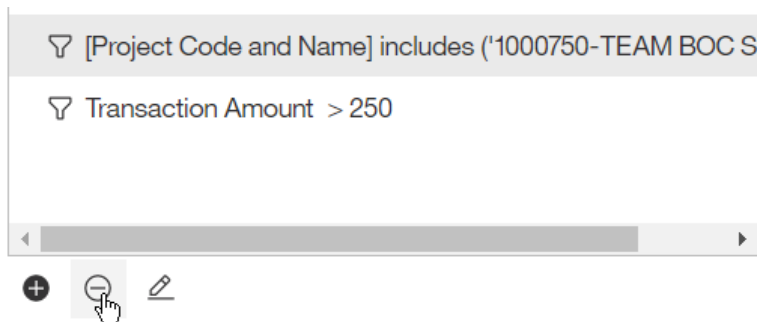 [Project Code and Name] includes ('1000750-TEAM BOC S
Transaction Amount > 250